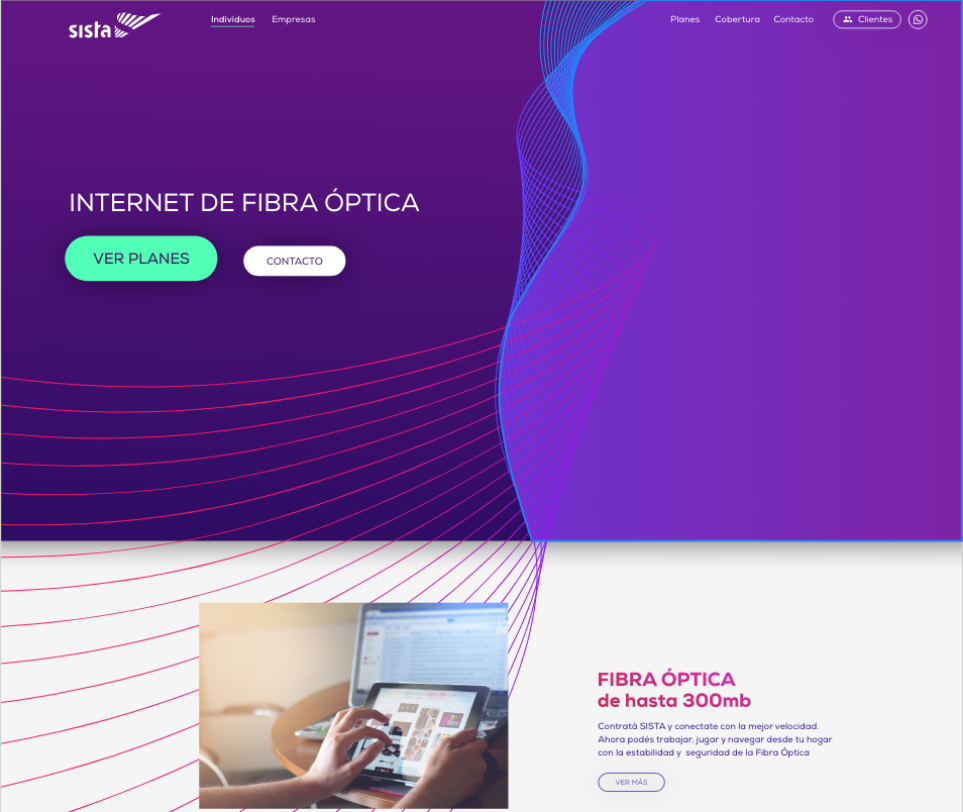 sista
Individuos
Empresas
Planes
Cobertura
Contacto
Clientes
INTERNET DE FIBRA ÓPTICA
VER PLANES
CONTACTO
FIBRA ÓPTICA
de hasta 300mb
Contratá SISTA y conectate con la mejor velocidad.
Ahora podés trabajar, jugar y navegar desde tu hogar
con la estabilidad y seguridad de la Fibra Óptica
VER MÁS